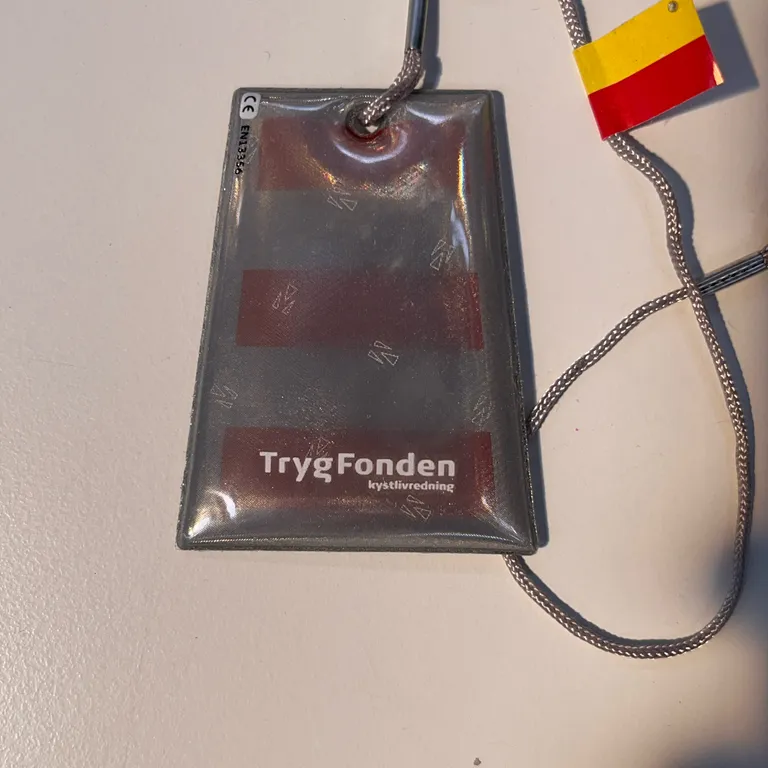 CE
EN13356
TrygFonden
kystlivredning